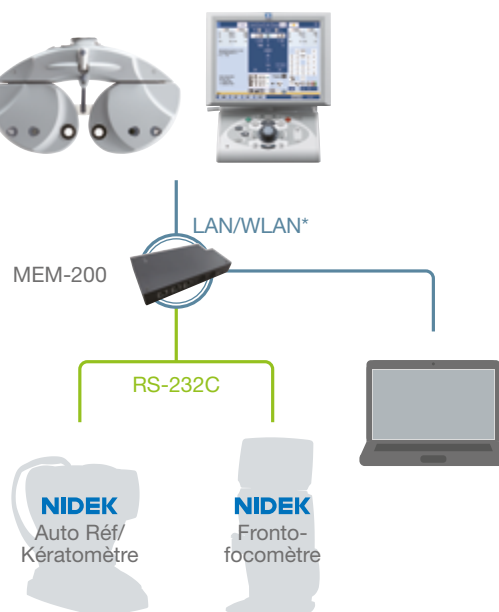 LAN/WLAN*
MEM-200
RS-232C
NIDEK
Auto Réf/
Kératomètre
NIDEK
Fronto-
focomètre